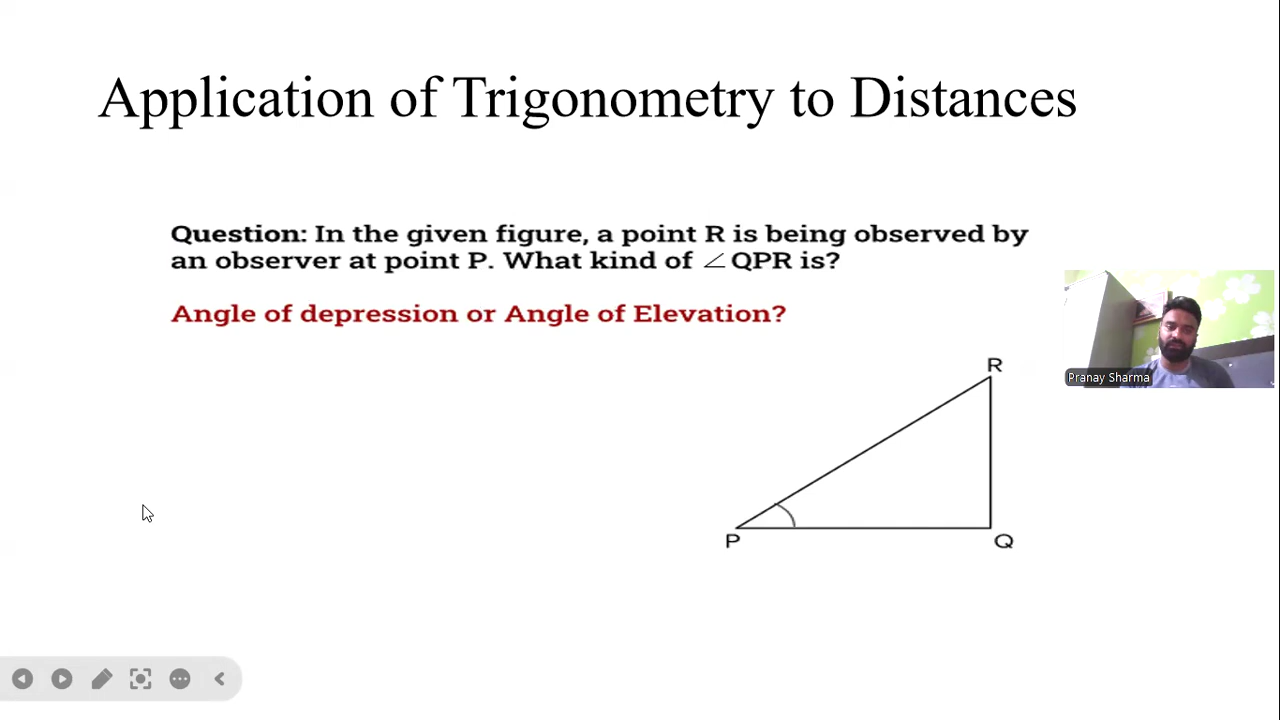 Application of Trigonometry to Distances
Question: In the given figure, a point R is being observed by
an observer at point P. What kind of ∠QPR is?
Angle of depression or Angle of Elevation?
R
Pranay Sharma
P
Q